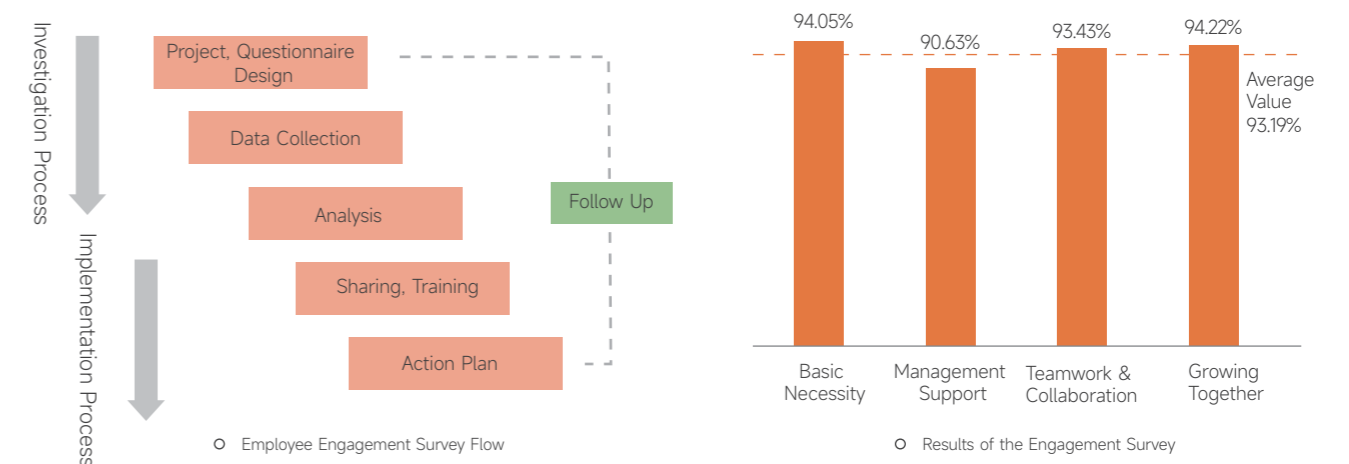 Investigation Process
Implementation Process
Project, Questionnaire
Design
Data Collection
Analysis
Sharing, Training
Action Plan
Follow Up
Employee Engagement Survey Flow
94.05%
90.63%
93.43%
94.22%
Average
Value
93.19%
Basic
Necessity
Management
Support
Teamwork &
Collaboration
Growing
Together
Results of the Engagement Survey